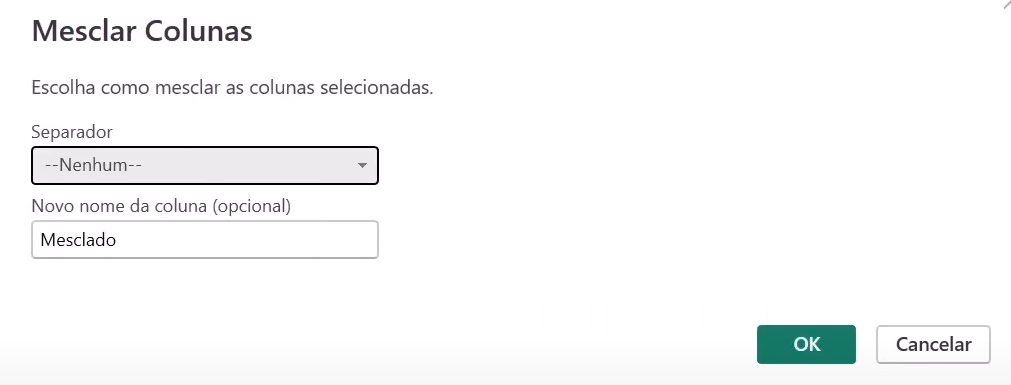 Mesclar Colunas
Escolha como mesclar as colunas selecionadas.
Separador
--Nenhum--
Novo nome da coluna (opcional)
Mesclado
OK
Cancelar